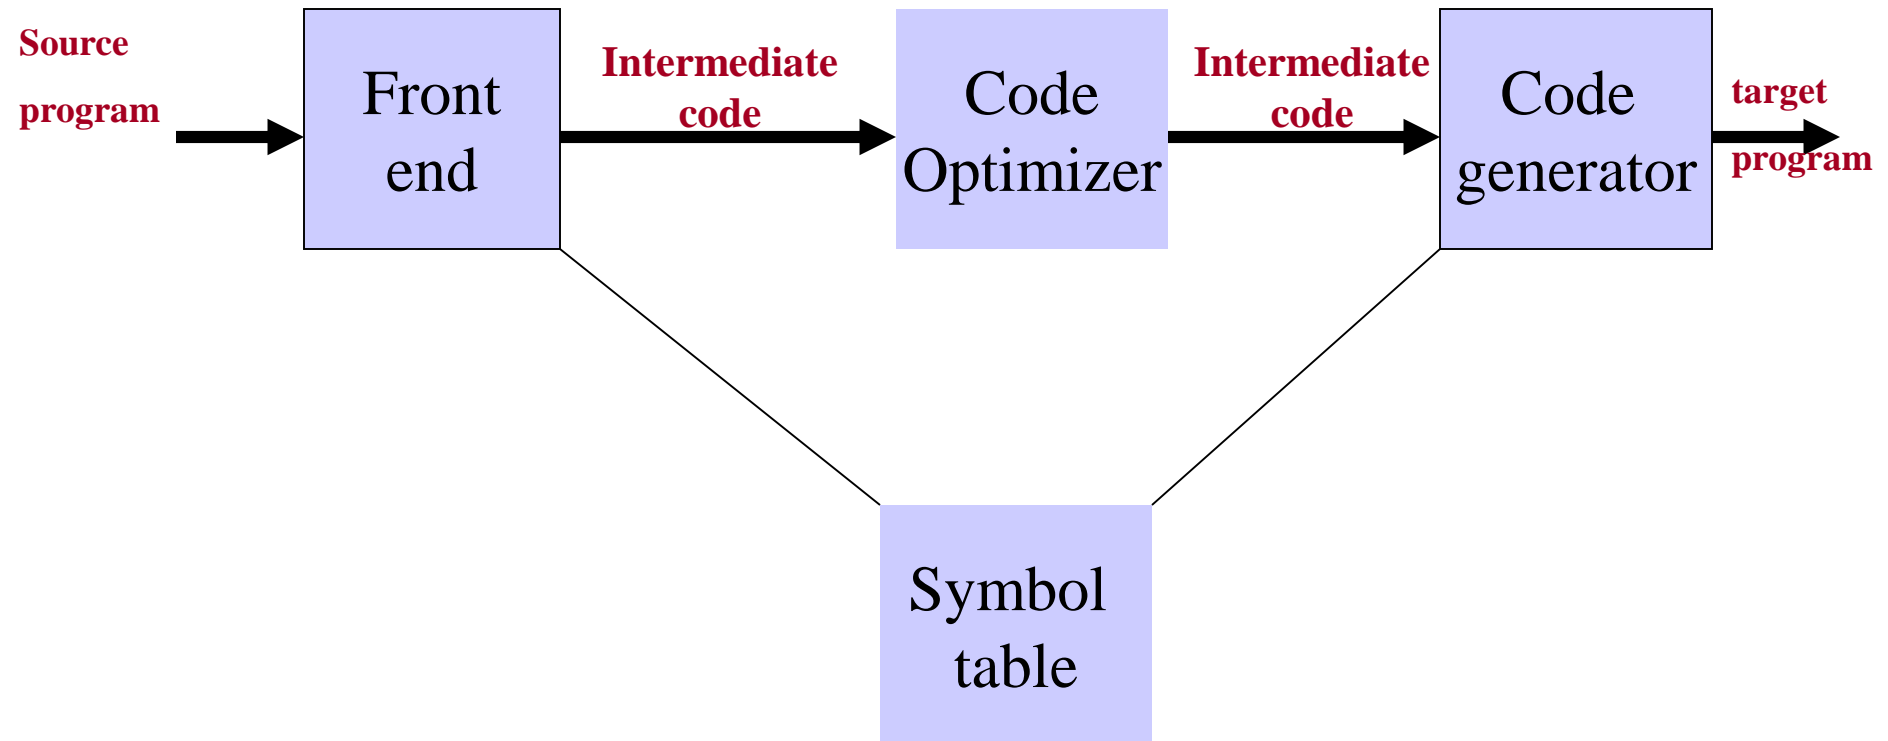 Source
program
Front
end
Intermediate
code
Code
Optimizer
Intermediate
code
Code
generator
target
program
Symbol
table